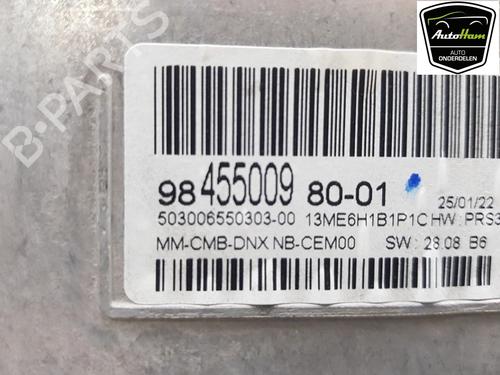 AutoHam
AUTO
ONDERDELEN
B-PARTS
98 455009 80-01
25/01/22
503006550303-00 13ME6H1B1P1C HW: PRS3
MM-CMB-DNX NB-CEM00 SW: 23.08 B6